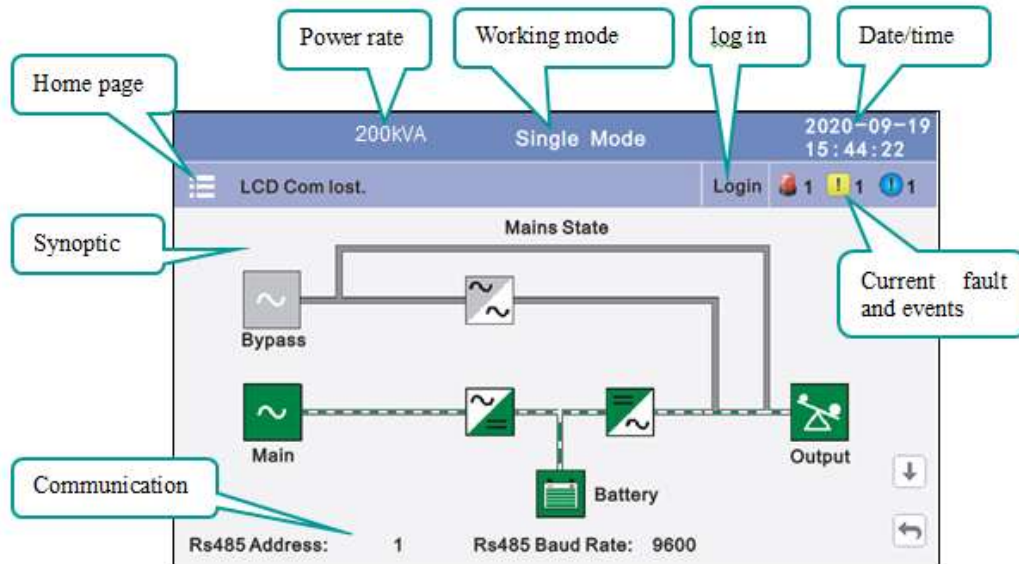 Power rate
Working mode
log in
Date/time
Home page
200kVA
Single Mode
2020-09-19
15:44:22
LCD Com lost.
Login
1
1
1
Synoptic
Mains State
Current fault
and events
Bypass
Main
Output
Communication
Battery
Rs485 Address: 1 Rs485 Baud Rate: 9600